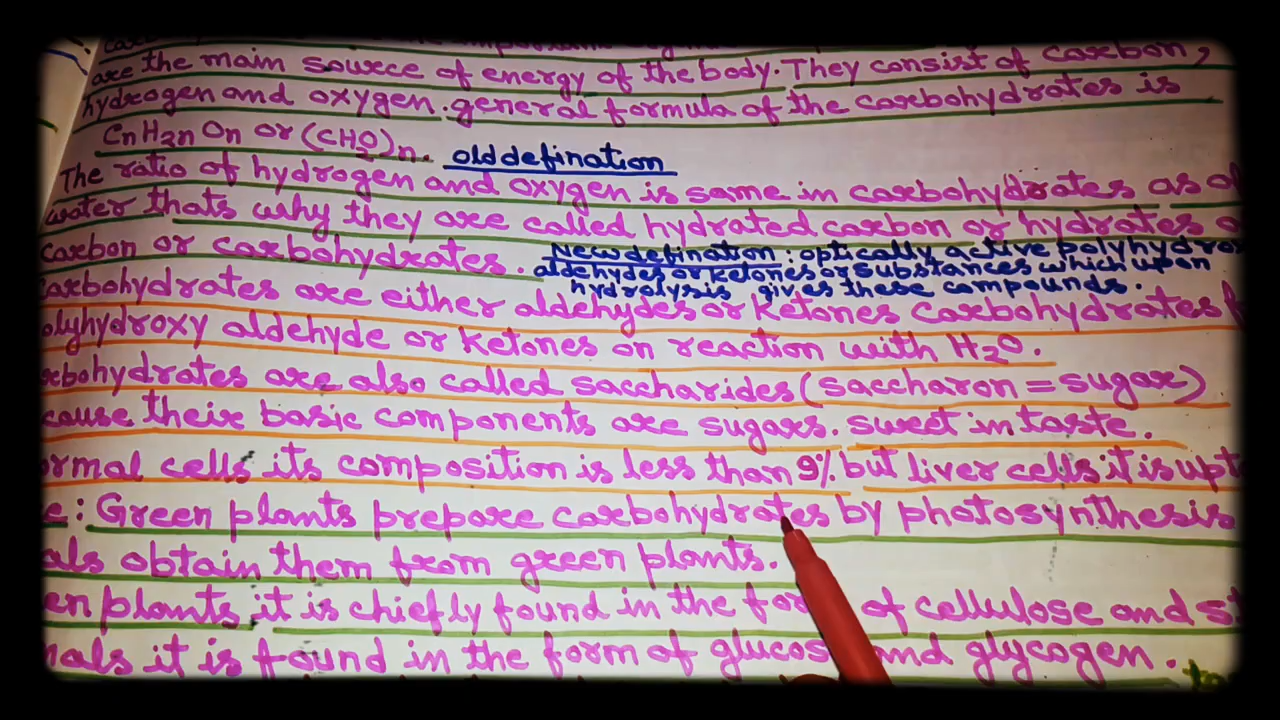 are the main source of energy of the body. They consist of carbon,
hydrogen and oxygen. general formula of the carbohydrates is
CnH2nOn or (CH2O)n. old defination
The ratio of hydrogen and oxygen is same in carbohydrates as of
water thats why they are called hydrated carbon or hydrates o
carbon or carbohydrates. New defination : optically active polyhydrox
aldehydes or ketones or substances which upon
hydrolysis gives these compounds.
carbohydrates are either aldehydes or ketones carbohydrates
olyhydroxy aldehyde or ketones on reaction with H2O.
rbohydrates are also called saccharides (saccharon = sugar)
cause their basic components are sugars. sweet in taste.
ormal cells its composition is less than 9% but liver cells it is upt
e : Green plants prepare carbohydrates by photosynthesis
als obtain them from green plants.
en plants it is chiefly found in the for of cellulose and st
mals it is found in the form of glucos and glycogen.